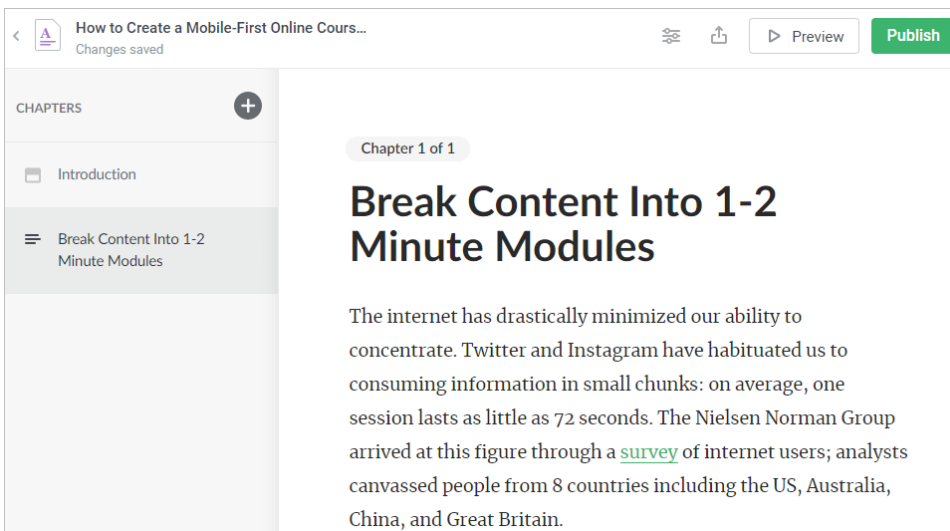 How to Create a Mobile-First Online Cours...
Changes saved
Preview
Publish
CHAPTERS
Introduction
Break Content Into 1-2
Minute Modules
Chapter 1 of 1
Break Content Into 1-2
Minute Modules
The internet has drastically minimized our ability to
concentrate. Twitter and Instagram have habituated us to
consuming information in small chunks: on average, one
session lasts as little as 72 seconds. The Nielsen Norman Group
arrived at this figure through a survey of internet users; analysts
canvassed people from 8 countries including the US, Australia,
China, and Great Britain.